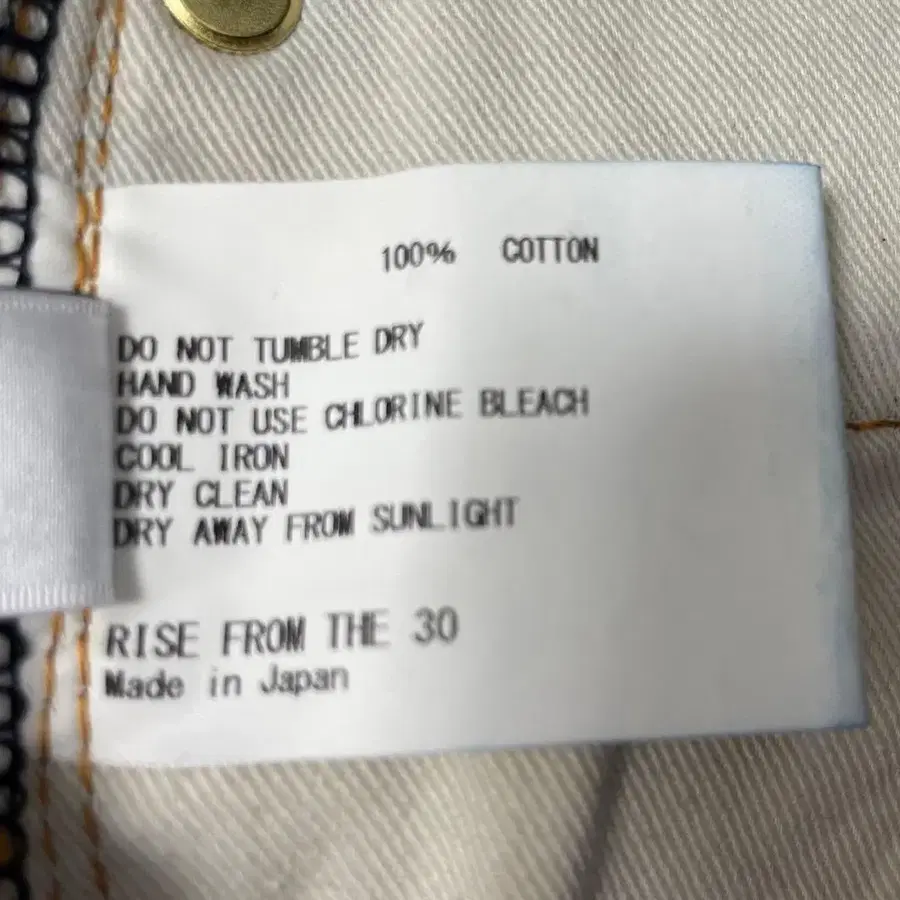 100% COTTON
DO NOT TUMBLE DRY
HAND WASH
DO NOT USE CHLORINE BLEACH
COOL IRON
DRY CLEAN
DRY AWAY FROM SUNLIGHT
RISE FROM THE 30
Made in Japan